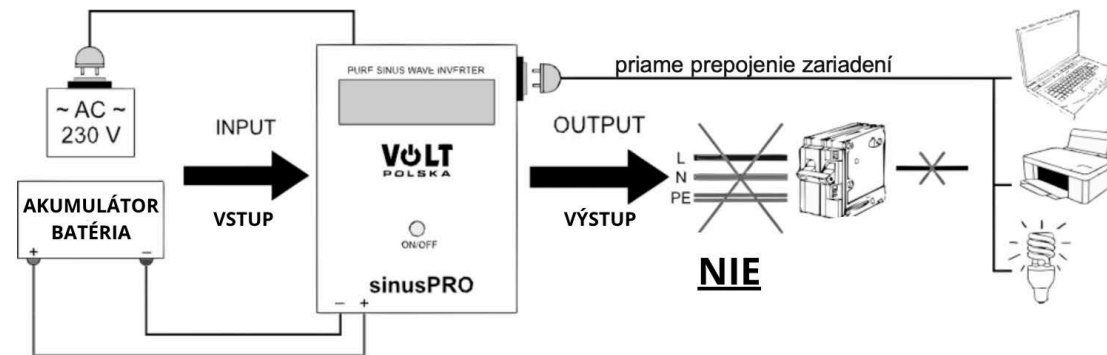 ~ AC ~
230 V
AKUMULÁTOR
BATÉRIA
+ −
INPUT
VSTUP
PURE SINUS WAVE INVERTER
VOLT
POLSKA
ON/OFF
sinusPRO
− +
priame prepojenie zariadení
OUTPUT
VÝSTUP
L
N
PE
NIE